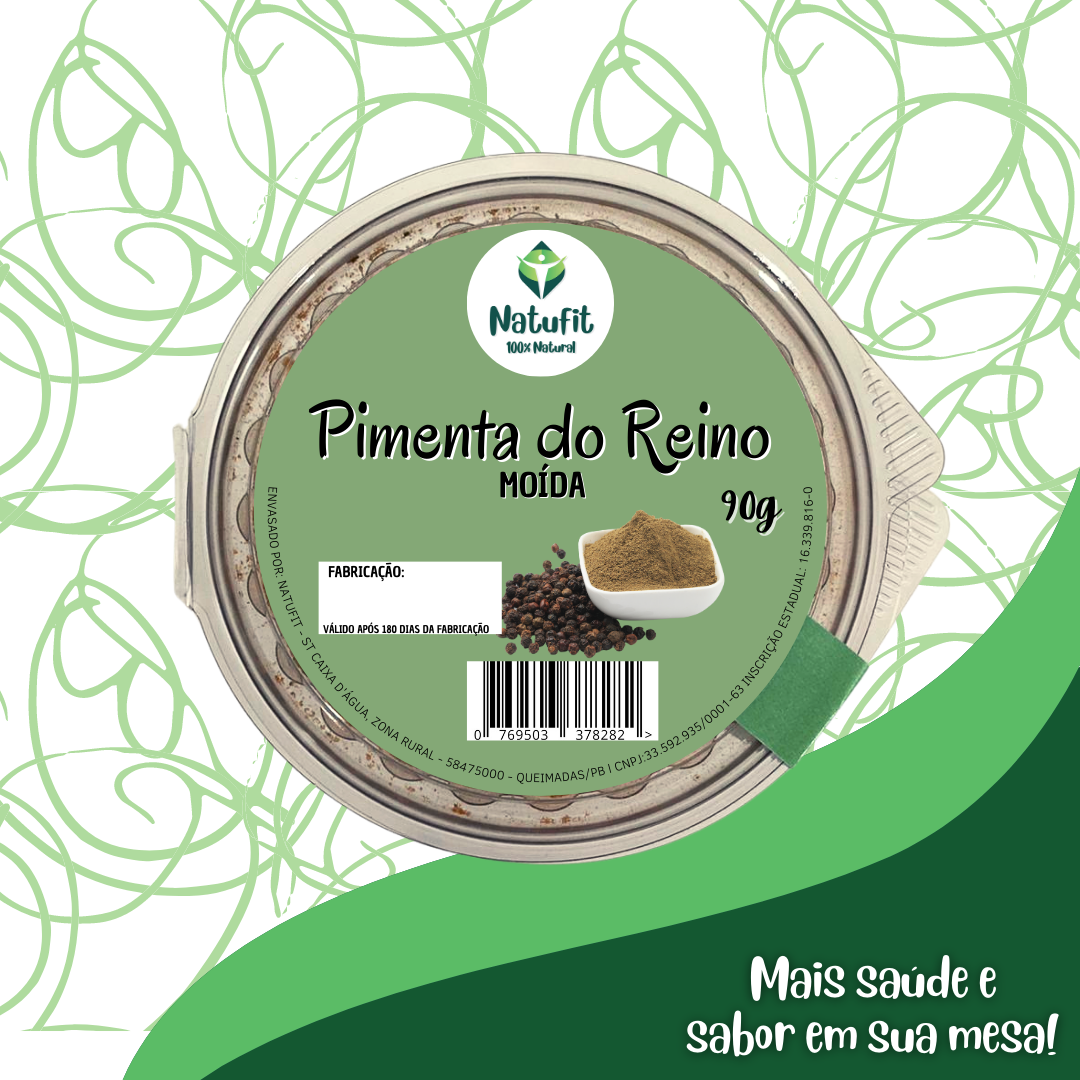 Natufit
100% Natural
Pimenta do Reino
MOÍDA
90g
FABRICAÇÃO:
VÁLIDO APÓS 180 DIAS DA FABRICAÇÃO
0 769503 378282 >
ENVASADO POR: NATUFIT - ST CAIXA D'ÁGUA, ZONA RURAL - 58475000 - QUEIMADAS/PB | CNPJ:33.592.935/0001-63 INSCRIÇÃO ESTADUAL: 16.339.816-0
Mais saúde e
sabor em sua mesa!